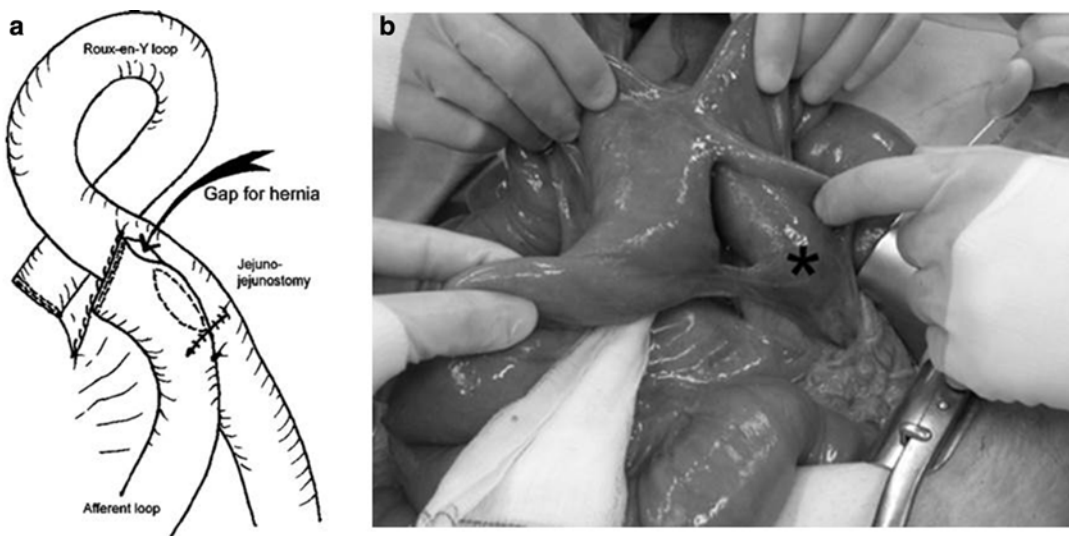 a
Roux-en-Y loop
Gap for hernia
Jejuno-
jejunostomy
Afferent loop
b
*